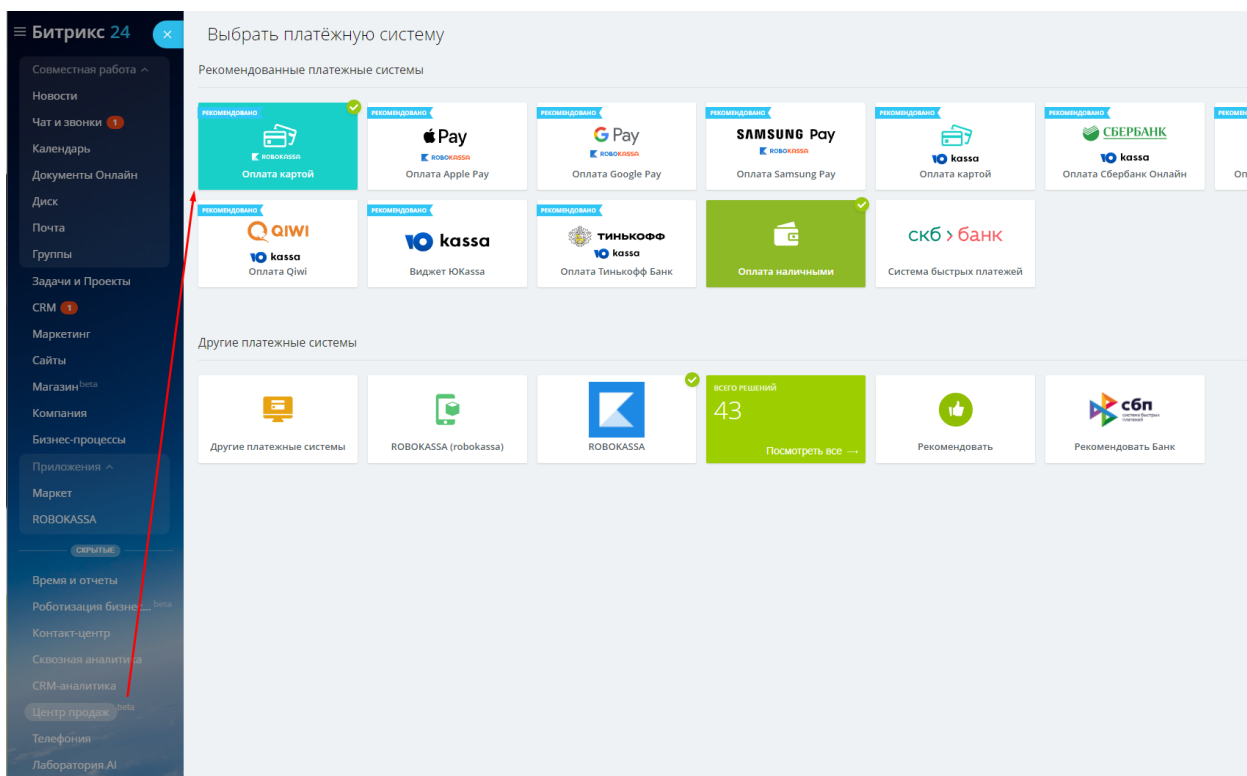 Битрикс 24
Совместная работа
Новости
Чат и звонки 1
Календарь
Документы Онлайн
Диск
Почта
Группы
Задачи и Проекты
CRM 1
Маркетинг
Сайты
Магазин beta
Компания
Бизнес-процессы
Приложения
Маркет
ROBOKASSA
СКРЫТЫЕ
Время и отчеты
Роботизация бизнес... beta
Контакт-центр
Сквозная аналитика
CRM-аналитика
Центр продаж beta
Телефония
Лаборатория.AI
Выбрать платёжную систему
Рекомендованные платежные системы
РЕКОМЕНДОВАНО
ROBOKASSA
Оплата картой
РЕКОМЕНДОВАНО
Pay
ROBOKASSA
Оплата Apple Pay
РЕКОМЕНДОВАНО
G Pay
ROBOKASSA
Оплата Google Pay
РЕКОМЕНДОВАНО
SAMSUNG Pay
ROBOKASSA
Оплата Samsung Pay
РЕКОМЕНДОВАНО
Ю kassa
Оплата картой
РЕКОМЕНДОВАНО
СБЕРБАНК
Ю kassa
Оплата Сбербанк Онлайн
РЕКОМЕНДОВАНО
QIWI
Ю kassa
Оплата Qiwi
РЕКОМЕНДОВАНО
Ю kassa
Виджет ЮКасса
РЕКОМЕНДОВАНО
ТИНЬКОФФ
Ю kassa
Оплата Тинькофф Банк
Оплата наличными
скб › банк
Система быстрых платежей
Другие платежные системы
Другие платежные системы
ROBOKASSA (robokassa)
ROBOKASSA
ВСЕГО РЕШЕНИЙ
43
Посмотреть все →
Рекомендовать
сбп
система быстрых
платежей
Рекомендовать Банк